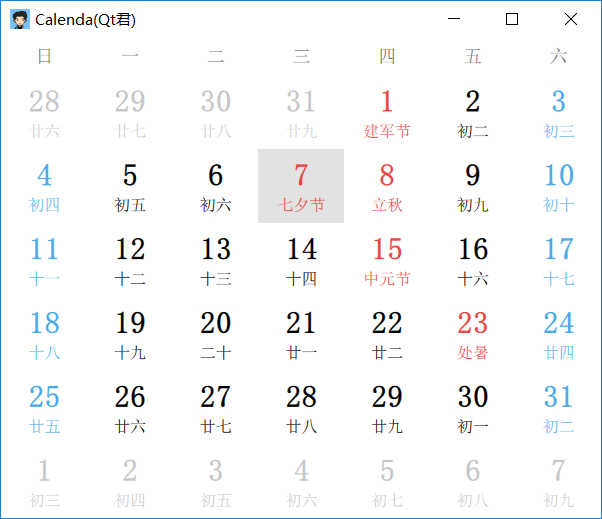 Calenda(Qt君)
日 一 二 三 四 五 六
28 29 30 31 1 2 3
廿六 廿七 廿八 廿九 建军节 初二 初三
4 5 6 7 8 9 10
初四 初五 初六 七夕节 立秋 初九 初十
11 12 13 14 15 16 17
十一 十二 十三 十四 中元节 十六 十七
18 19 20 21 22 23 24
十八 十九 二十 廿一 廿二 处暑 廿四
25 26 27 28 29 30 31
廿五 廿六 廿七 廿八 廿九 初一 初二
1 2 3 4 5 6 7
初三 初四 初五 初六 初七 初八 初九